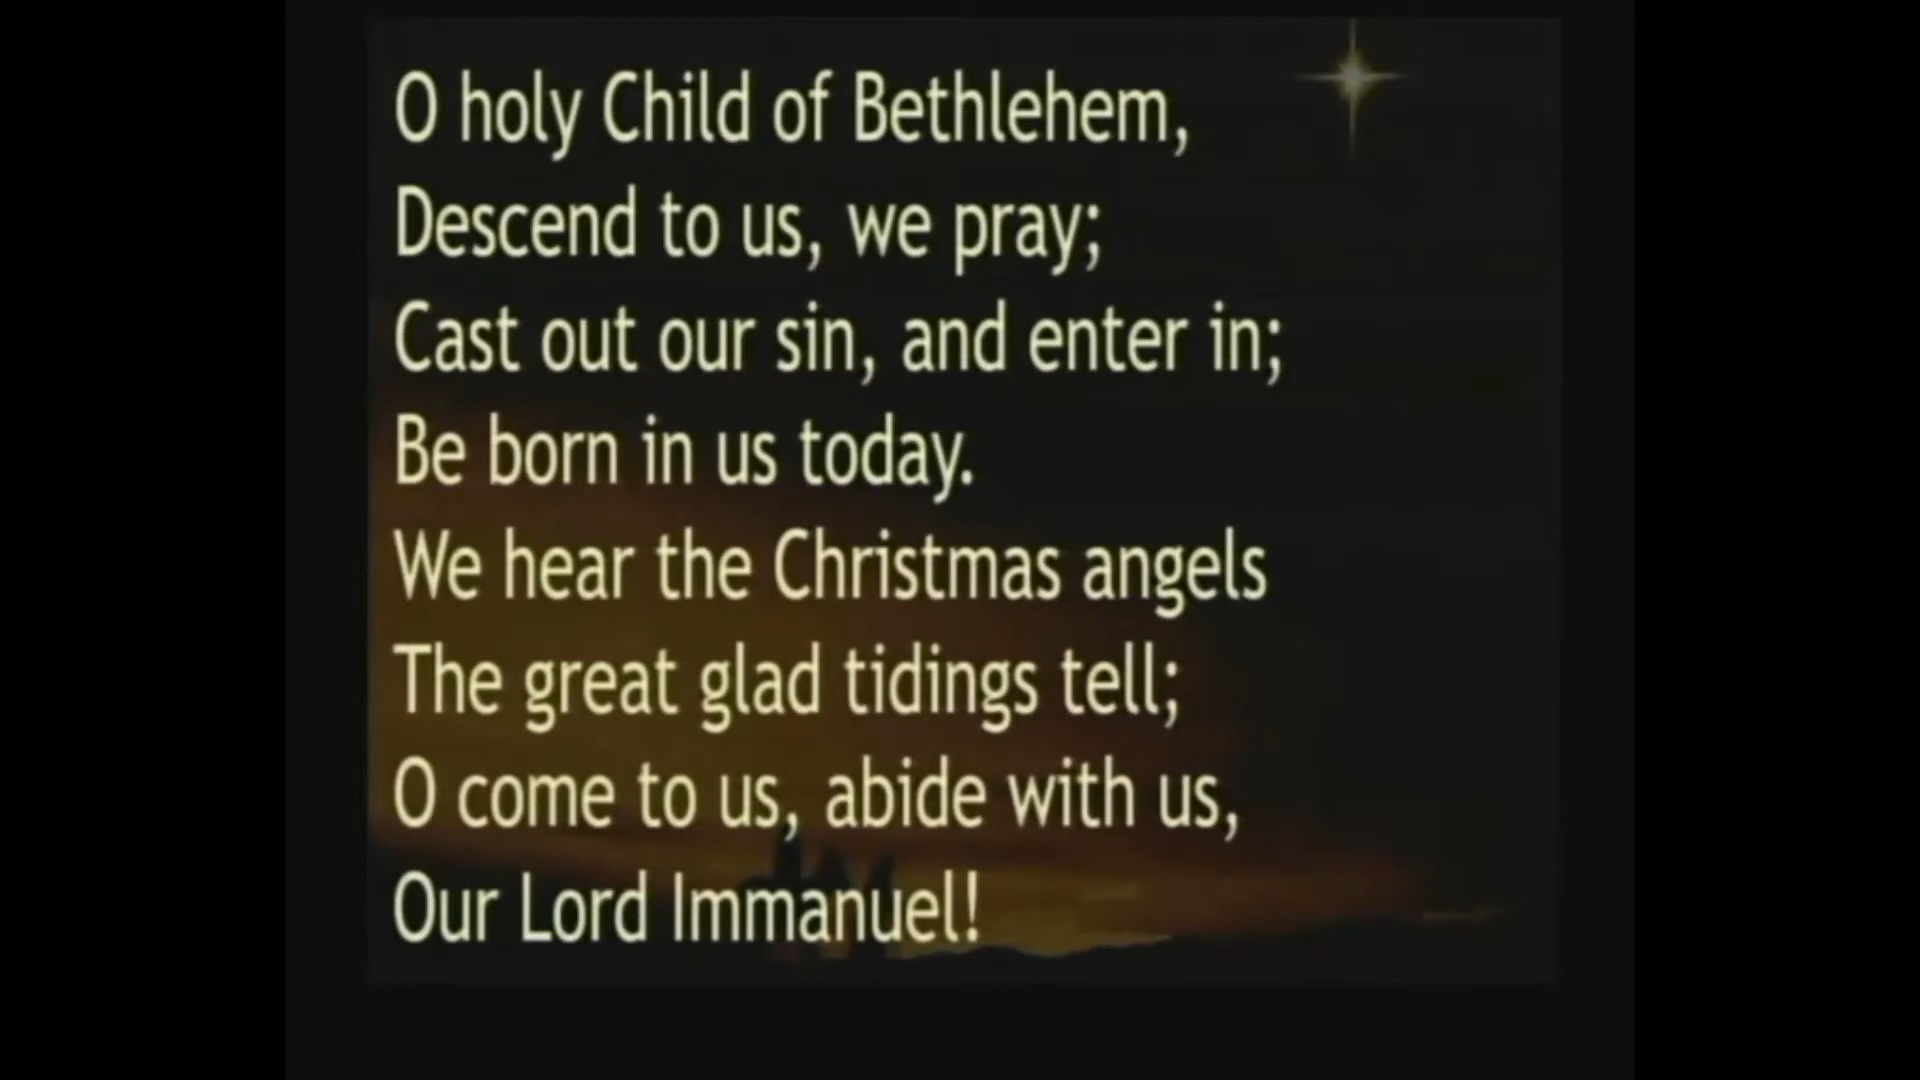 O holy Child of Bethlehem,
Descend to us, we pray;
Cast out our sin, and enter in;
Be born in us today.
We hear the Christmas angels
The great glad tidings tell;
O come to us, abide with us,
Our Lord Immanuel!